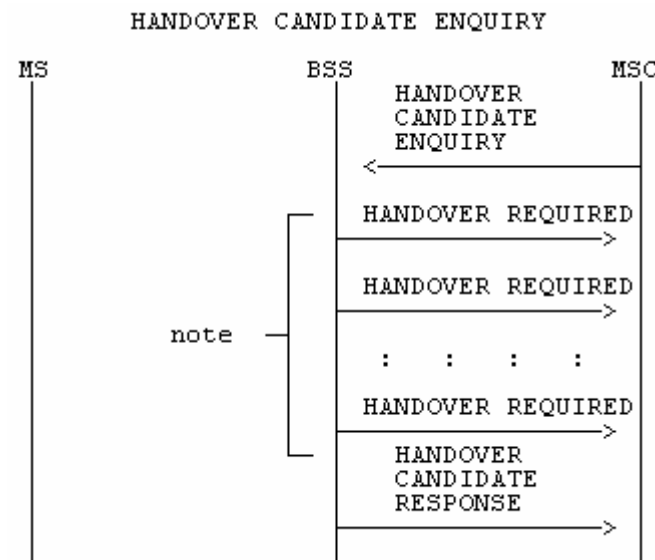 HANDOVER CANDIDATE ENQUIRY
MS BSS MSC
HANDOVER
CANDIDATE
ENQUIRY
HANDOVER REQUIRED
HANDOVER REQUIRED
note
: : : :
HANDOVER REQUIRED
HANDOVER
CANDIDATE
RESPONSE